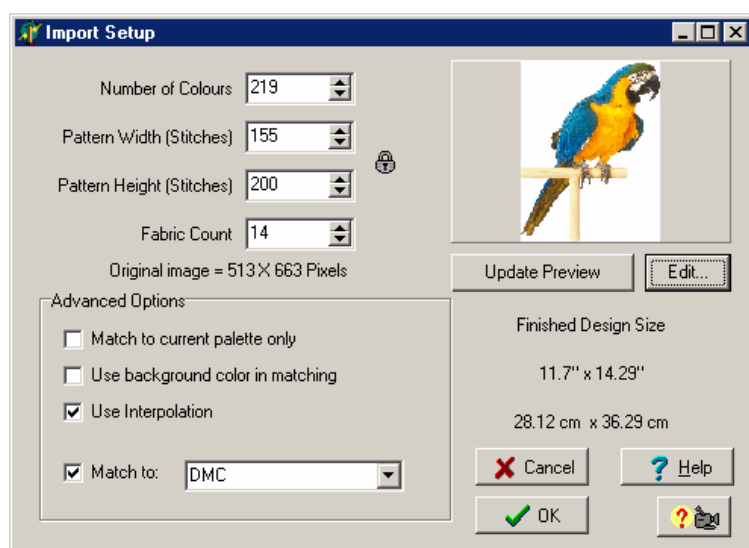 Import Setup
Number of Colours 219
Pattern Width (Stitches) 155
Pattern Height (Stitches) 200
Fabric Count 14
Original image = 513 X 663 Pixels
Update Preview
Edit...
Advanced Options
Match to current palette only
Use background color in matching
Use Interpolation
Match to: DMC
Finished Design Size
11.7" x 14.29"
28.12 cm x 36.29 cm
Cancel
Help
OK